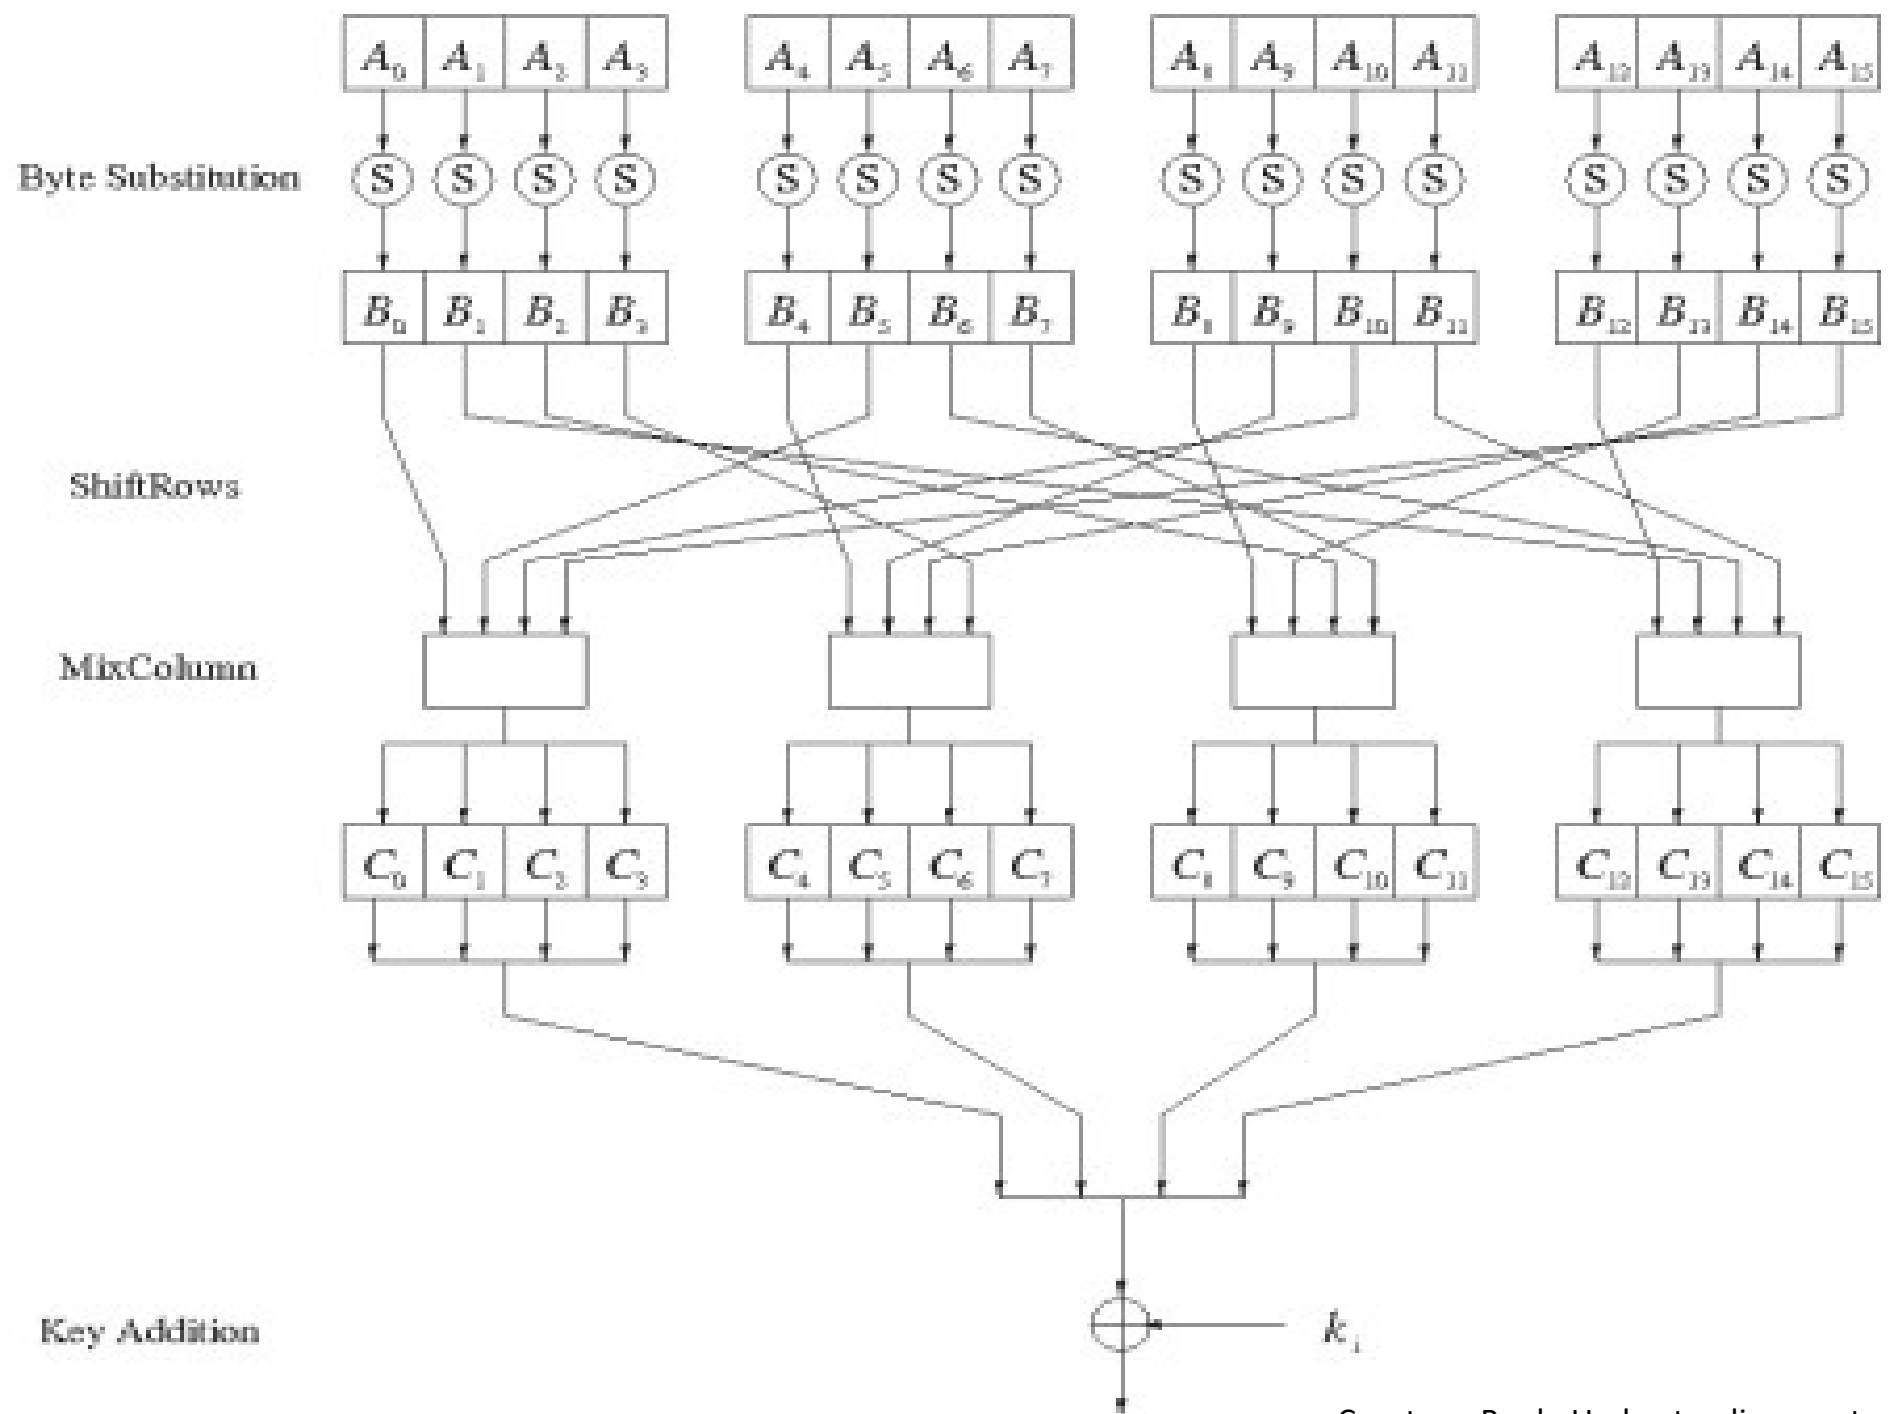 A₀ A₁ A₂ A₃ A₄ A₅ A₆ A₇ A₈ A₉ A₁₀ A₁₁ A₁₂ A₁₃ A₁₄ A₁₅
Byte Substitution S S S S S S S S S S S S S S S S
B₀ B₁ B₂ B₃ B₄ B₅ B₆ B₇ B₈ B₉ B₁₀ B₁₁ B₁₂ B₁₃ B₁₄ B₁₅
ShiftRows
MixColumn
C₀ C₁ C₂ C₃ C₄ C₅ C₆ C₇ C₈ C₉ C₁₀ C₁₁ C₁₂ C₁₃ C₁₄ C₁₅
Key Addition kᵢ